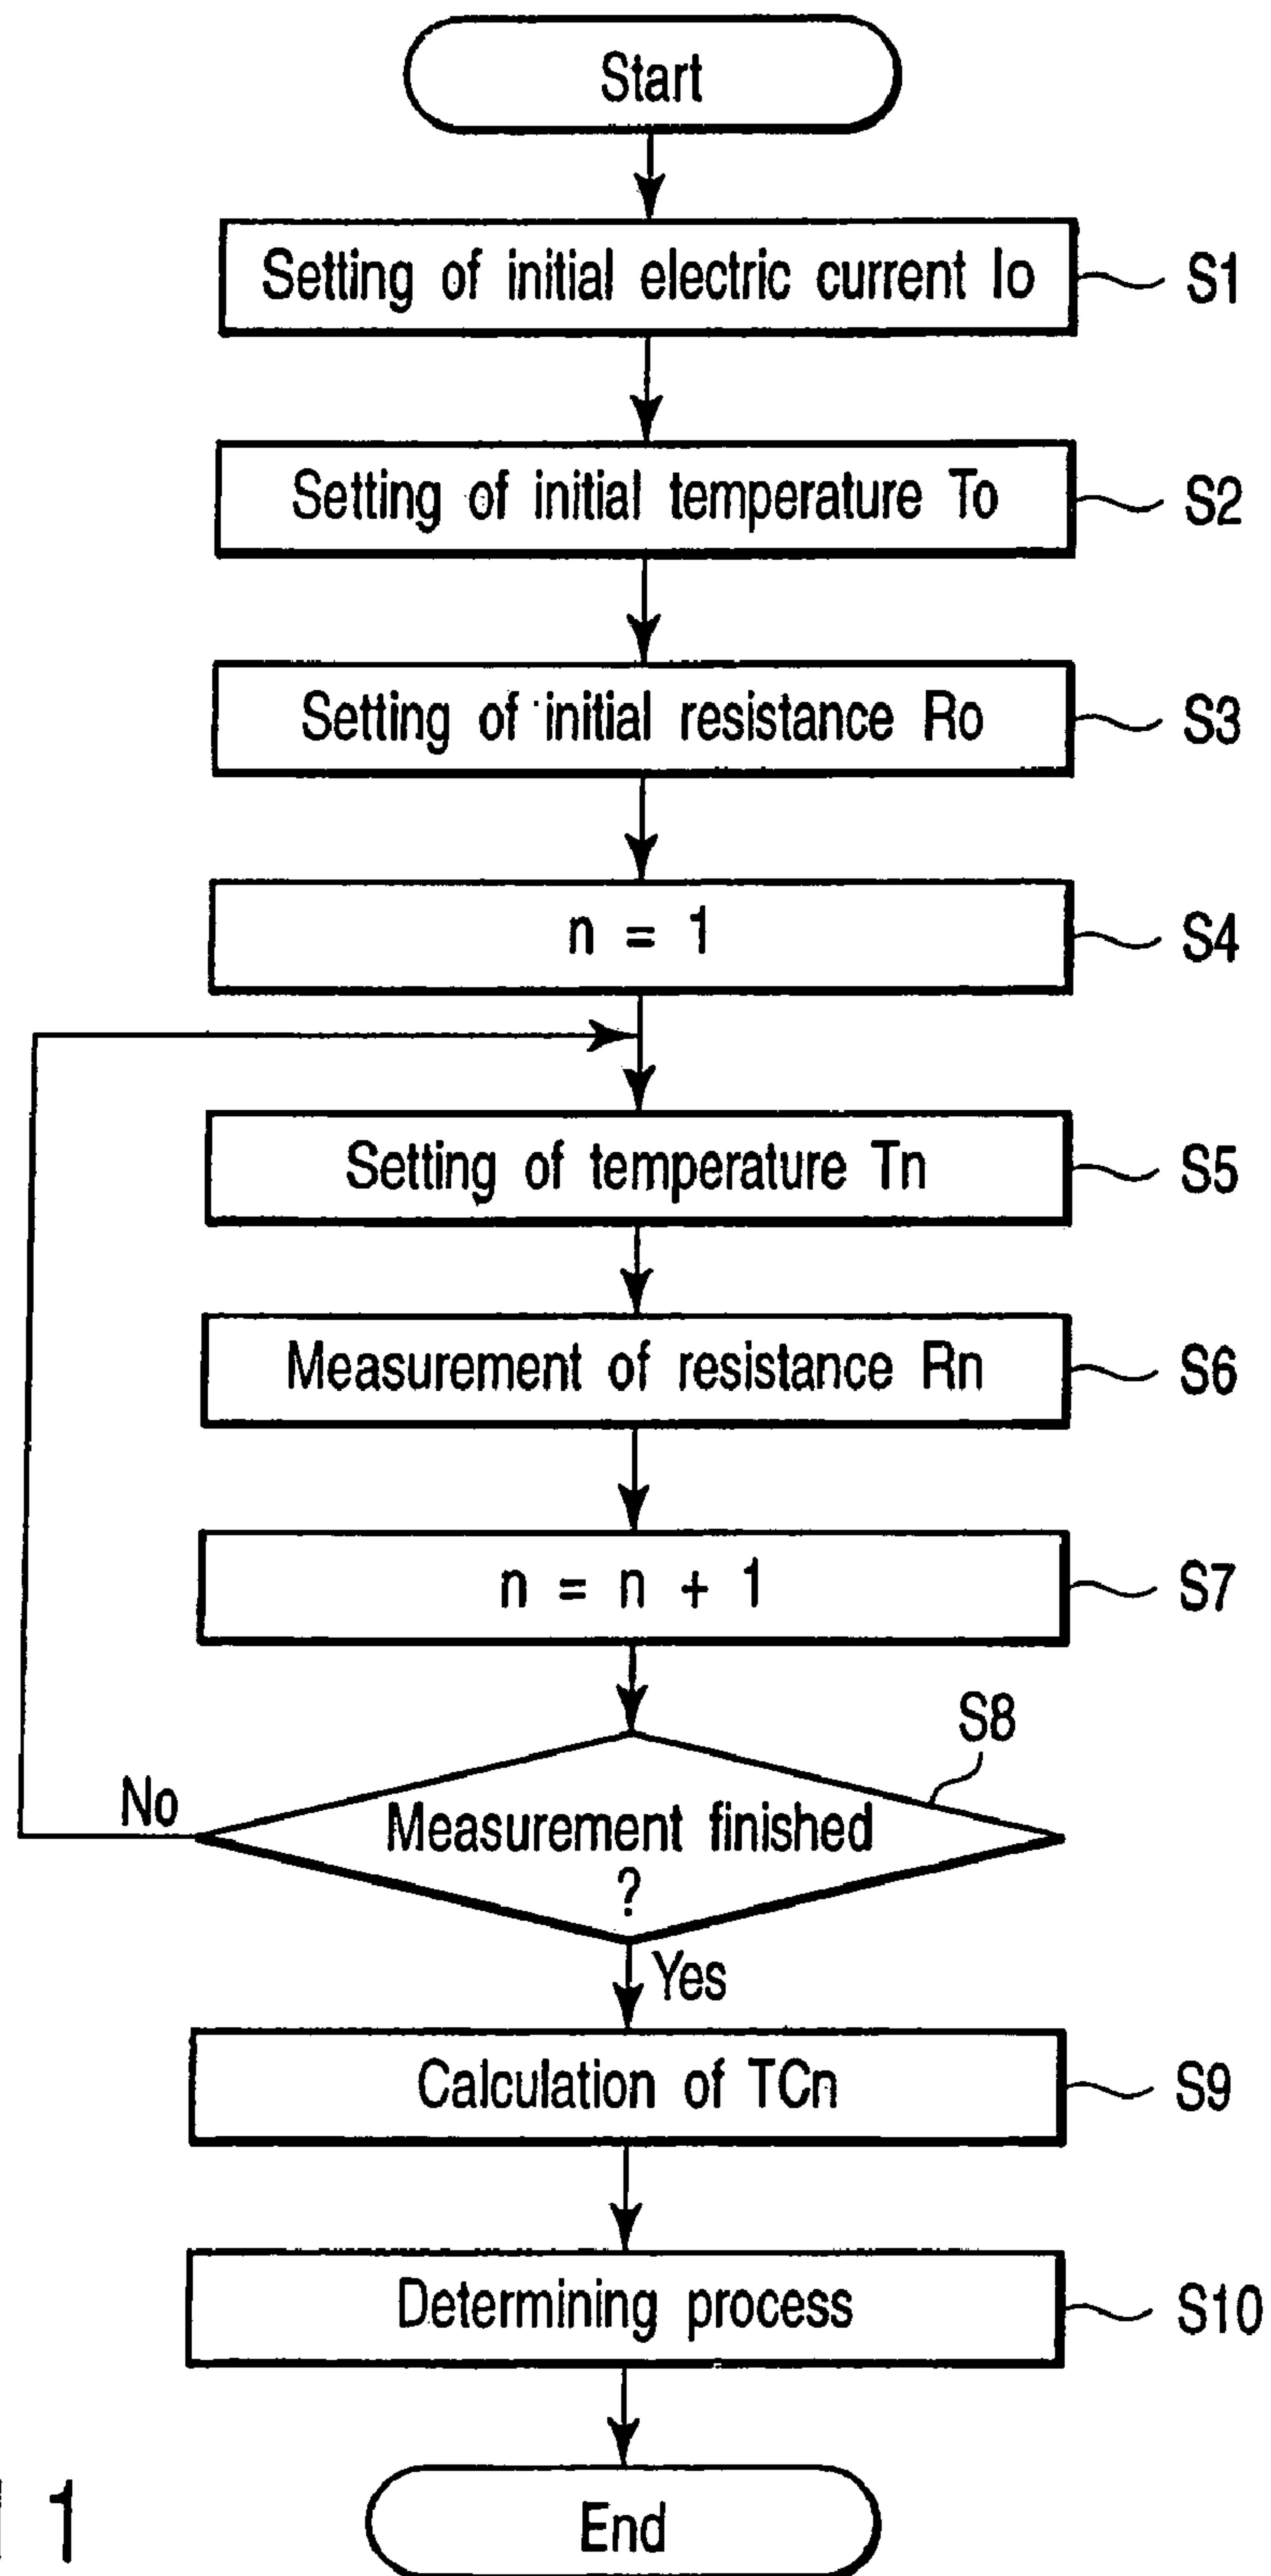 Start
Setting of initial electric current Io
S1
Setting of initial temperature To
S2
Setting of initial resistance Ro
S3
n = 1
S4
Setting of temperature Tn
S5
Measurement of resistance Rn
S6
n = n + 1
S7
S8
No
Measurement finished
?
Yes
Calculation of TCn
S9
Determining process
S10
End
1